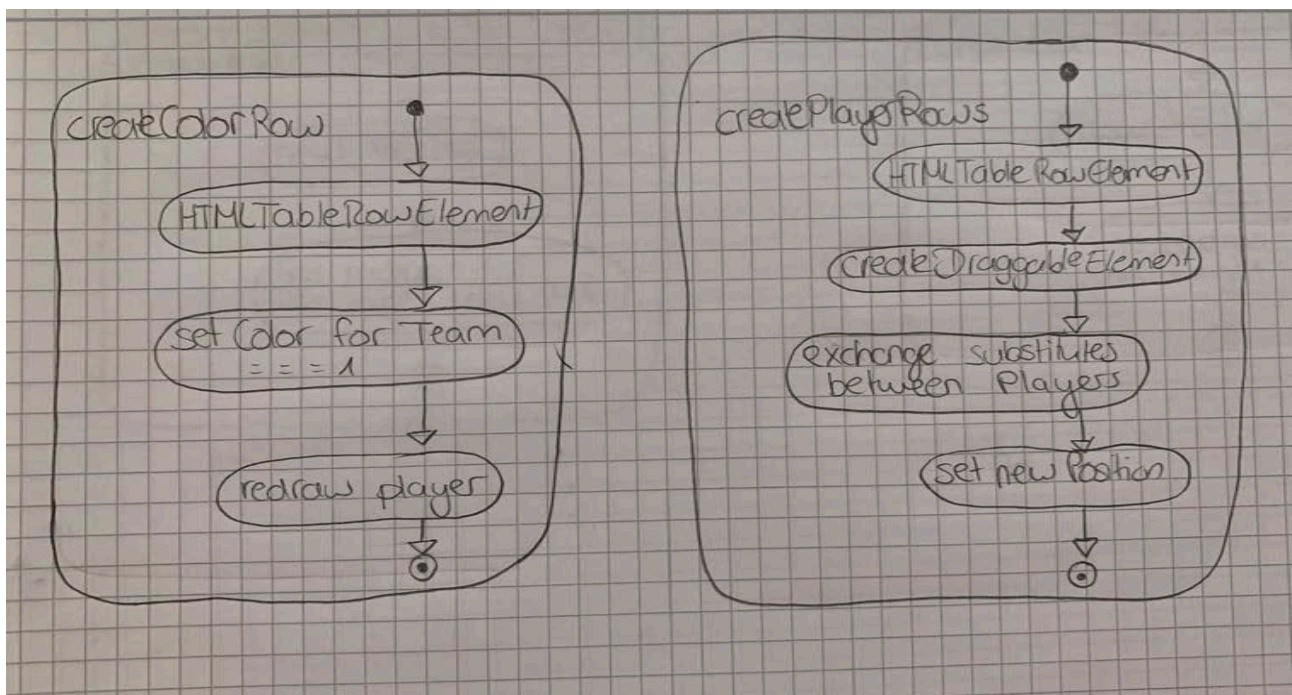 createColorRow
HTMLTableRowElement
set Color for Team
= = = 1
redraw player
createPlayerRows
HTMLTableRowElement
createDraggableElement
exchange substitutes
between Players
set new Position